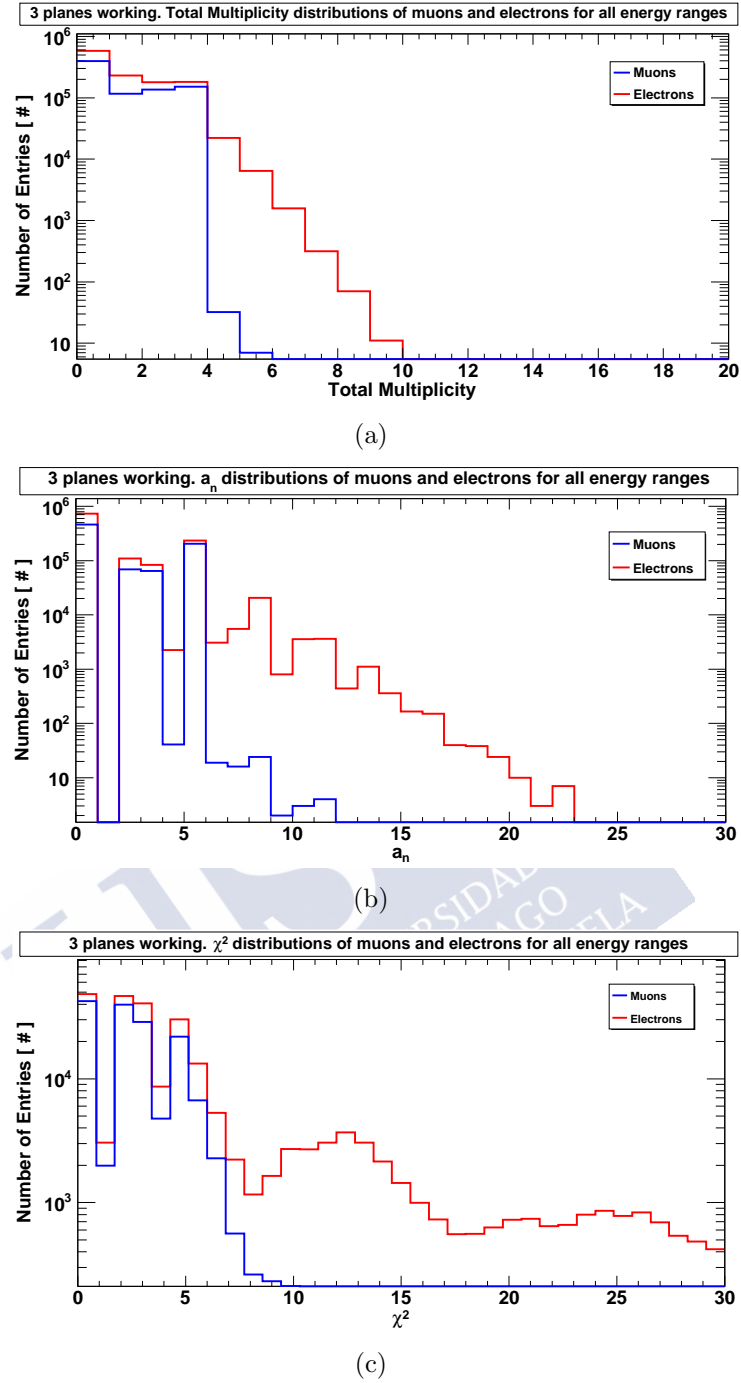 3 planes working. Total Multiplicity distributions of muons and electrons for all energy ranges
Number of Entries [ # ]
10^6
10^5
10^4
10^3
10^2
10
Muons
Electrons
0 2 4 6 8 10 12 14 16 18 20
Total Multiplicity
(a)
3 planes working. a_n distributions of muons and electrons for all energy ranges
Number of Entries [ # ]
10^6
10^5
10^4
10^3
10^2
10
Muons
Electrons
0 5 10 15 20 25 30
a_n
(b)
3 planes working. χ² distributions of muons and electrons for all energy ranges
Number of Entries [ # ]
10^4
10^3
Muons
Electrons
0 5 10 15 20 25 30
χ²
(c)